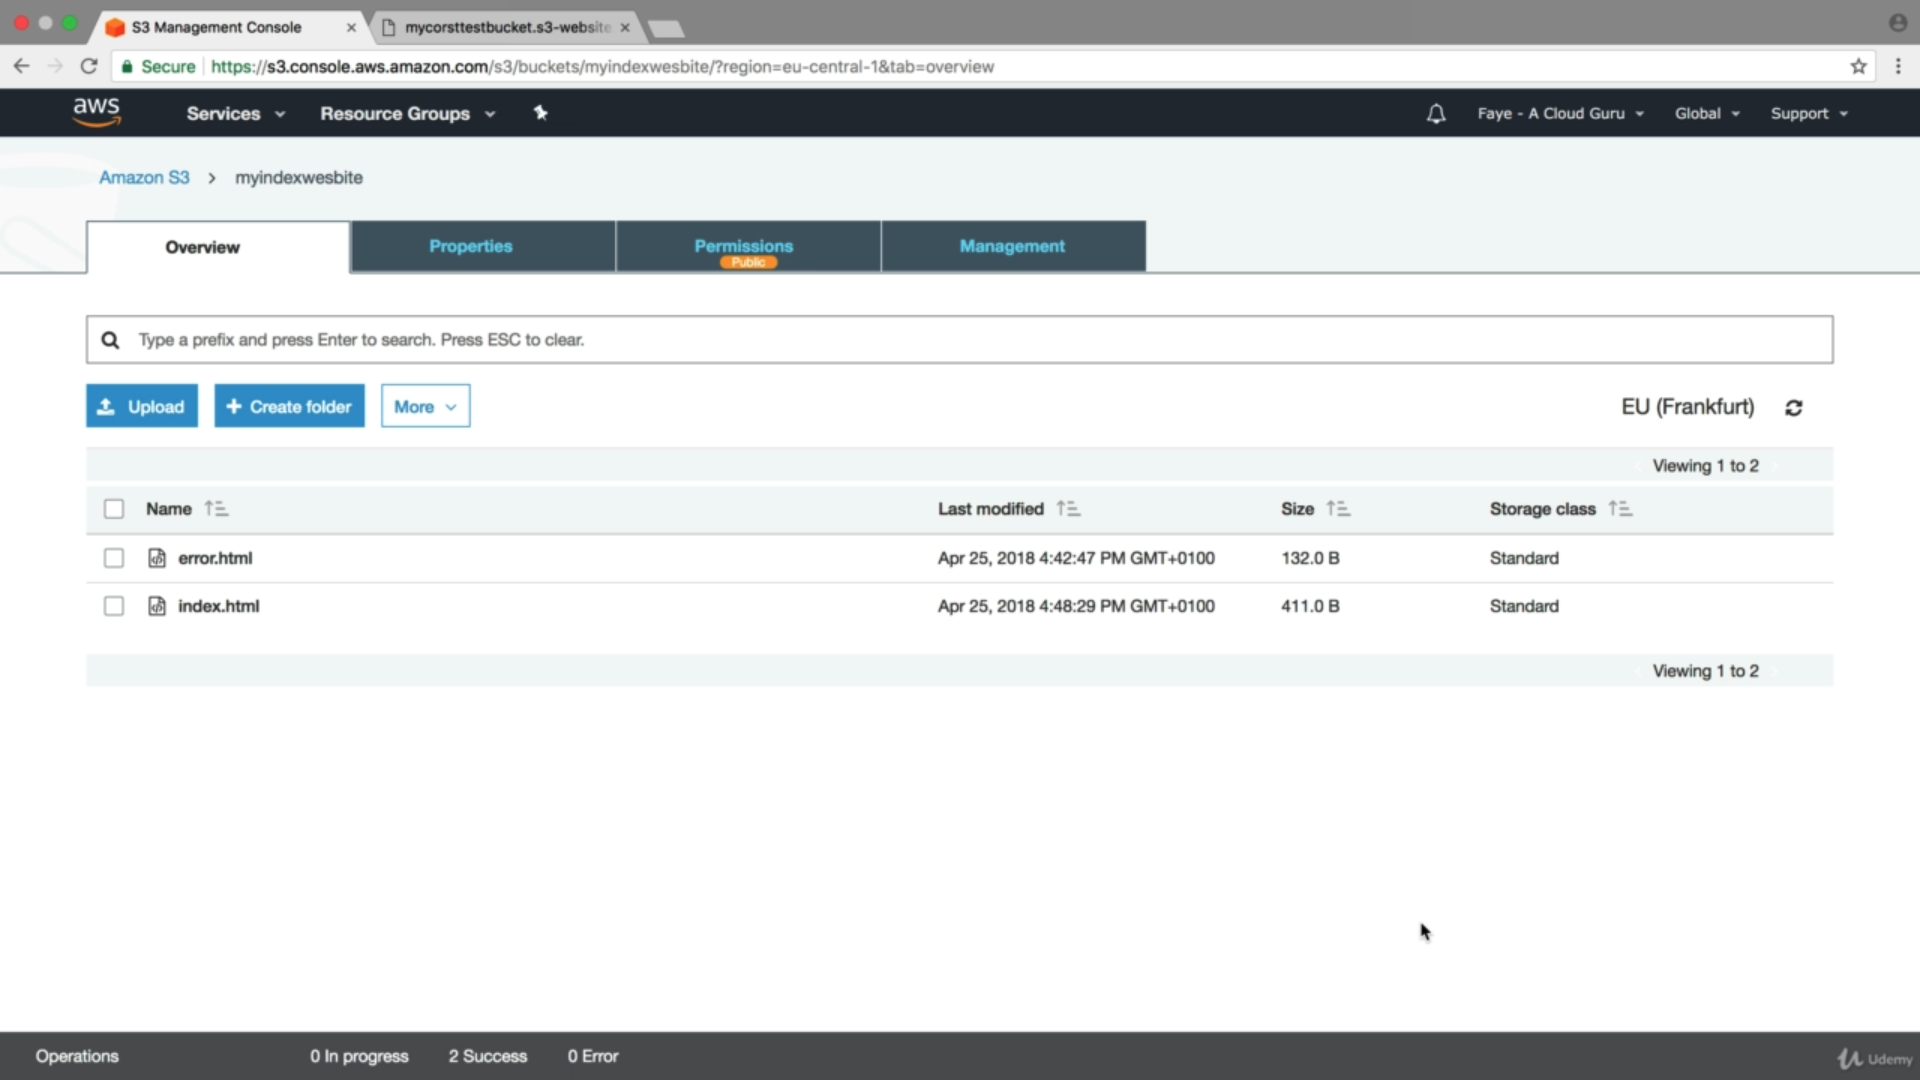 S3 Management Console
mycorsttestbucket.s3-website
Secure https://s3.console.aws.amazon.com/s3/buckets/myindexwesbite/?region=eu-central-1&tab=overview
aws Services Resource Groups Faye - A Cloud Guru Global Support
Amazon S3 > myindexwesbite
Overview Properties Permissions Management
Public
Type a prefix and press Enter to search. Press ESC to clear.
Upload + Create folder More EU (Frankfurt)
Viewing 1 to 2
Name Last modified Size Storage class
error.html Apr 25, 2018 4:42:47 PM GMT+0100 132.0 B Standard
index.html Apr 25, 2018 4:48:29 PM GMT+0100 411.0 B Standard
Viewing 1 to 2
Operations 0 In progress 2 Success 0 Error
Udemy